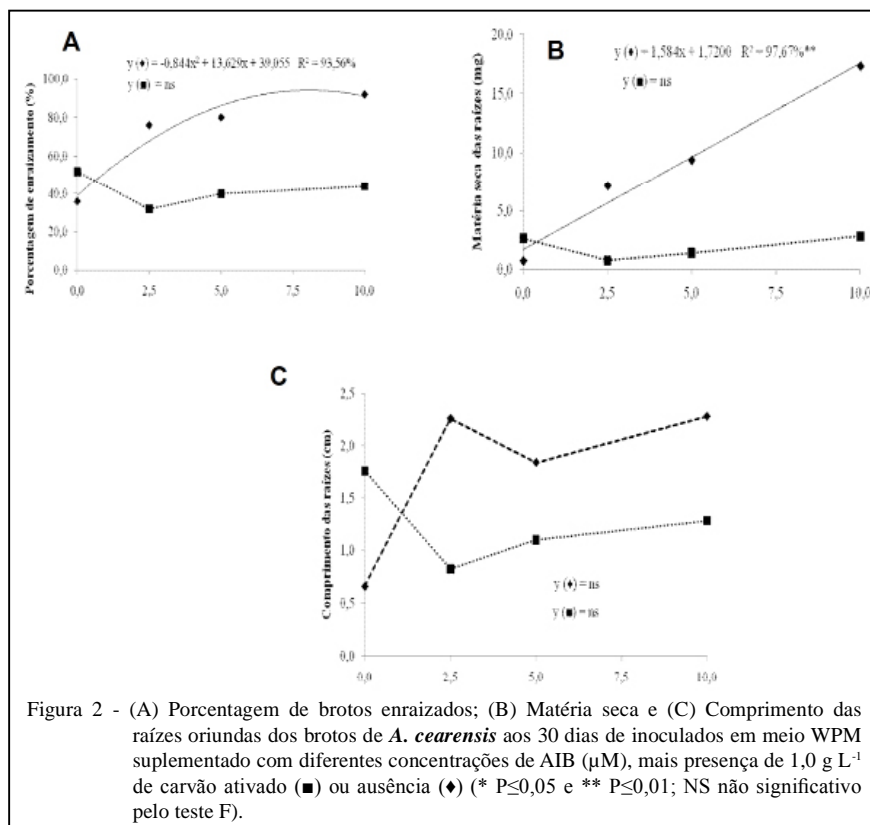 A
y (♦) = -0,844x² + 13,629x + 39,055 R² = 93,56%
y (■) = ns
Porcentagem de enraizamento (%)
100,0
80,0
60,0
40,0
20,0
0,0
0,0 2,5 5,0 7,5 10,0
B
y (♦) = 1,584x + 1,7200 R² = 97,67%**
y (■) = ns
Matéria seca das raízes (mg)
20,0
15,0
10,0
5,0
0,0
0,0 2,5 5,0 7,5 10,0
C
Comprimento das raízes (cm)
2,5
2,0
1,5
1,0
0,5
0,0
y (♦) = ns
y (■) = ns
0,0 2,5 5,0 7,5 10,0
Figura 2 - (A) Porcentagem de brotos enraizados; (B) Matéria seca e (C) Comprimento das
raízes oriundas dos brotos de A. cearensis aos 30 dias de inoculados em meio WPM
suplementado com diferentes concentrações de AIB (µM), mais presença de 1,0 g L⁻¹
de carvão ativado (■) ou ausência (♦) (* P≤0,05 e ** P≤0,01; NS não significativo
pelo teste F).